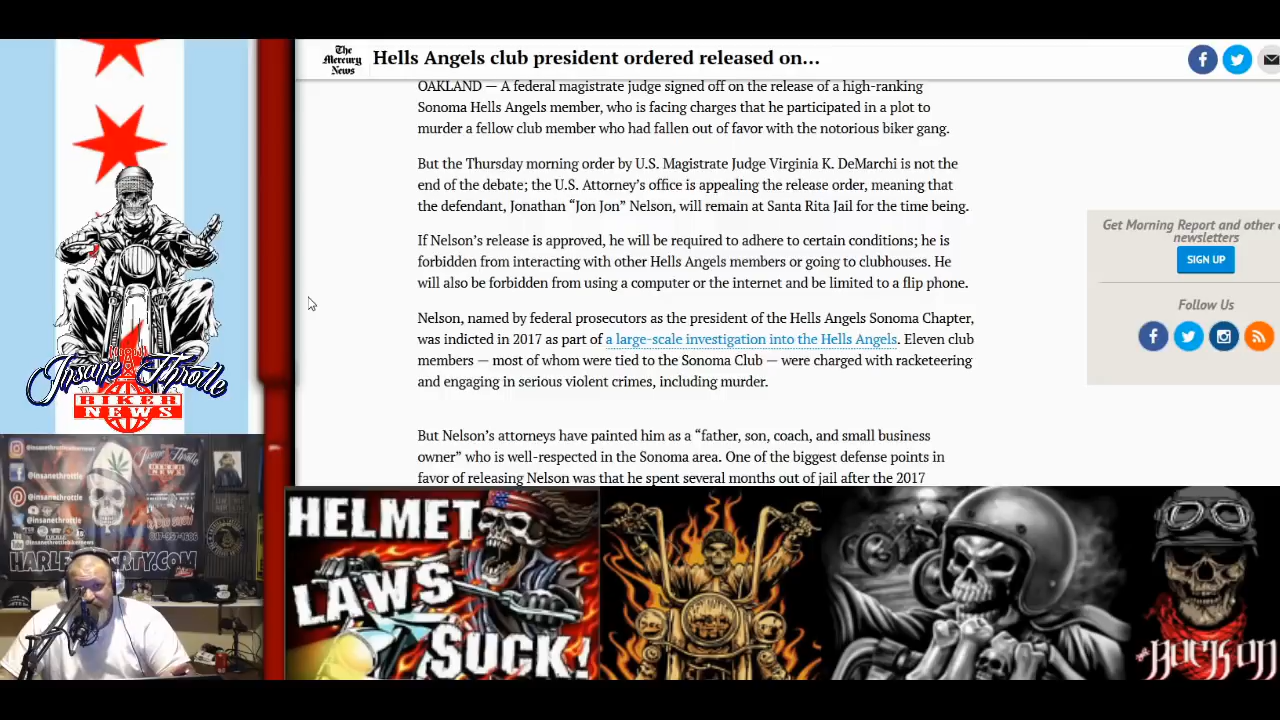 The
Mercury
News
Hells Angels club president ordered released on...
OAKLAND — A federal magistrate judge signed off on the release of a high-ranking
Sonoma Hells Angels member, who is facing charges that he participated in a plot to
murder a fellow club member who had fallen out of favor with the notorious biker gang.
But the Thursday morning order by U.S. Magistrate Judge Virginia K. DeMarchi is not the
end of the debate; the U.S. Attorney’s office is appealing the release order, meaning that
the defendant, Jonathan “Jon Jon” Nelson, will remain at Santa Rita Jail for the time being.
If Nelson’s release is approved, he will be required to adhere to certain conditions; he is
forbidden from interacting with other Hells Angels members or going to clubhouses. He
will also be forbidden from using a computer or the internet and be limited to a flip phone.
Nelson, named by federal prosecutors as the president of the Hells Angels Sonoma Chapter,
was indicted in 2017 as part of a large-scale investigation into the Hells Angels. Eleven club
members — most of whom were tied to the Sonoma Club — were charged with racketeering
and engaging in serious violent crimes, including murder.
But Nelson’s attorneys have painted him as a “father, son, coach, and small business
owner” who is well-respected in the Sonoma area. One of the biggest defense points in
favor of releasing Nelson was that he spent several months out of jail after the 2017
Get Morning Report and other
newsletters
SIGN UP
Follow Us
Insane Throttle
BIKER
NEWS
@insanethrottlebikernews
@insanethrottle
@insanethrottle
@insanethrottle
HELMET
LAWS
SUCK!